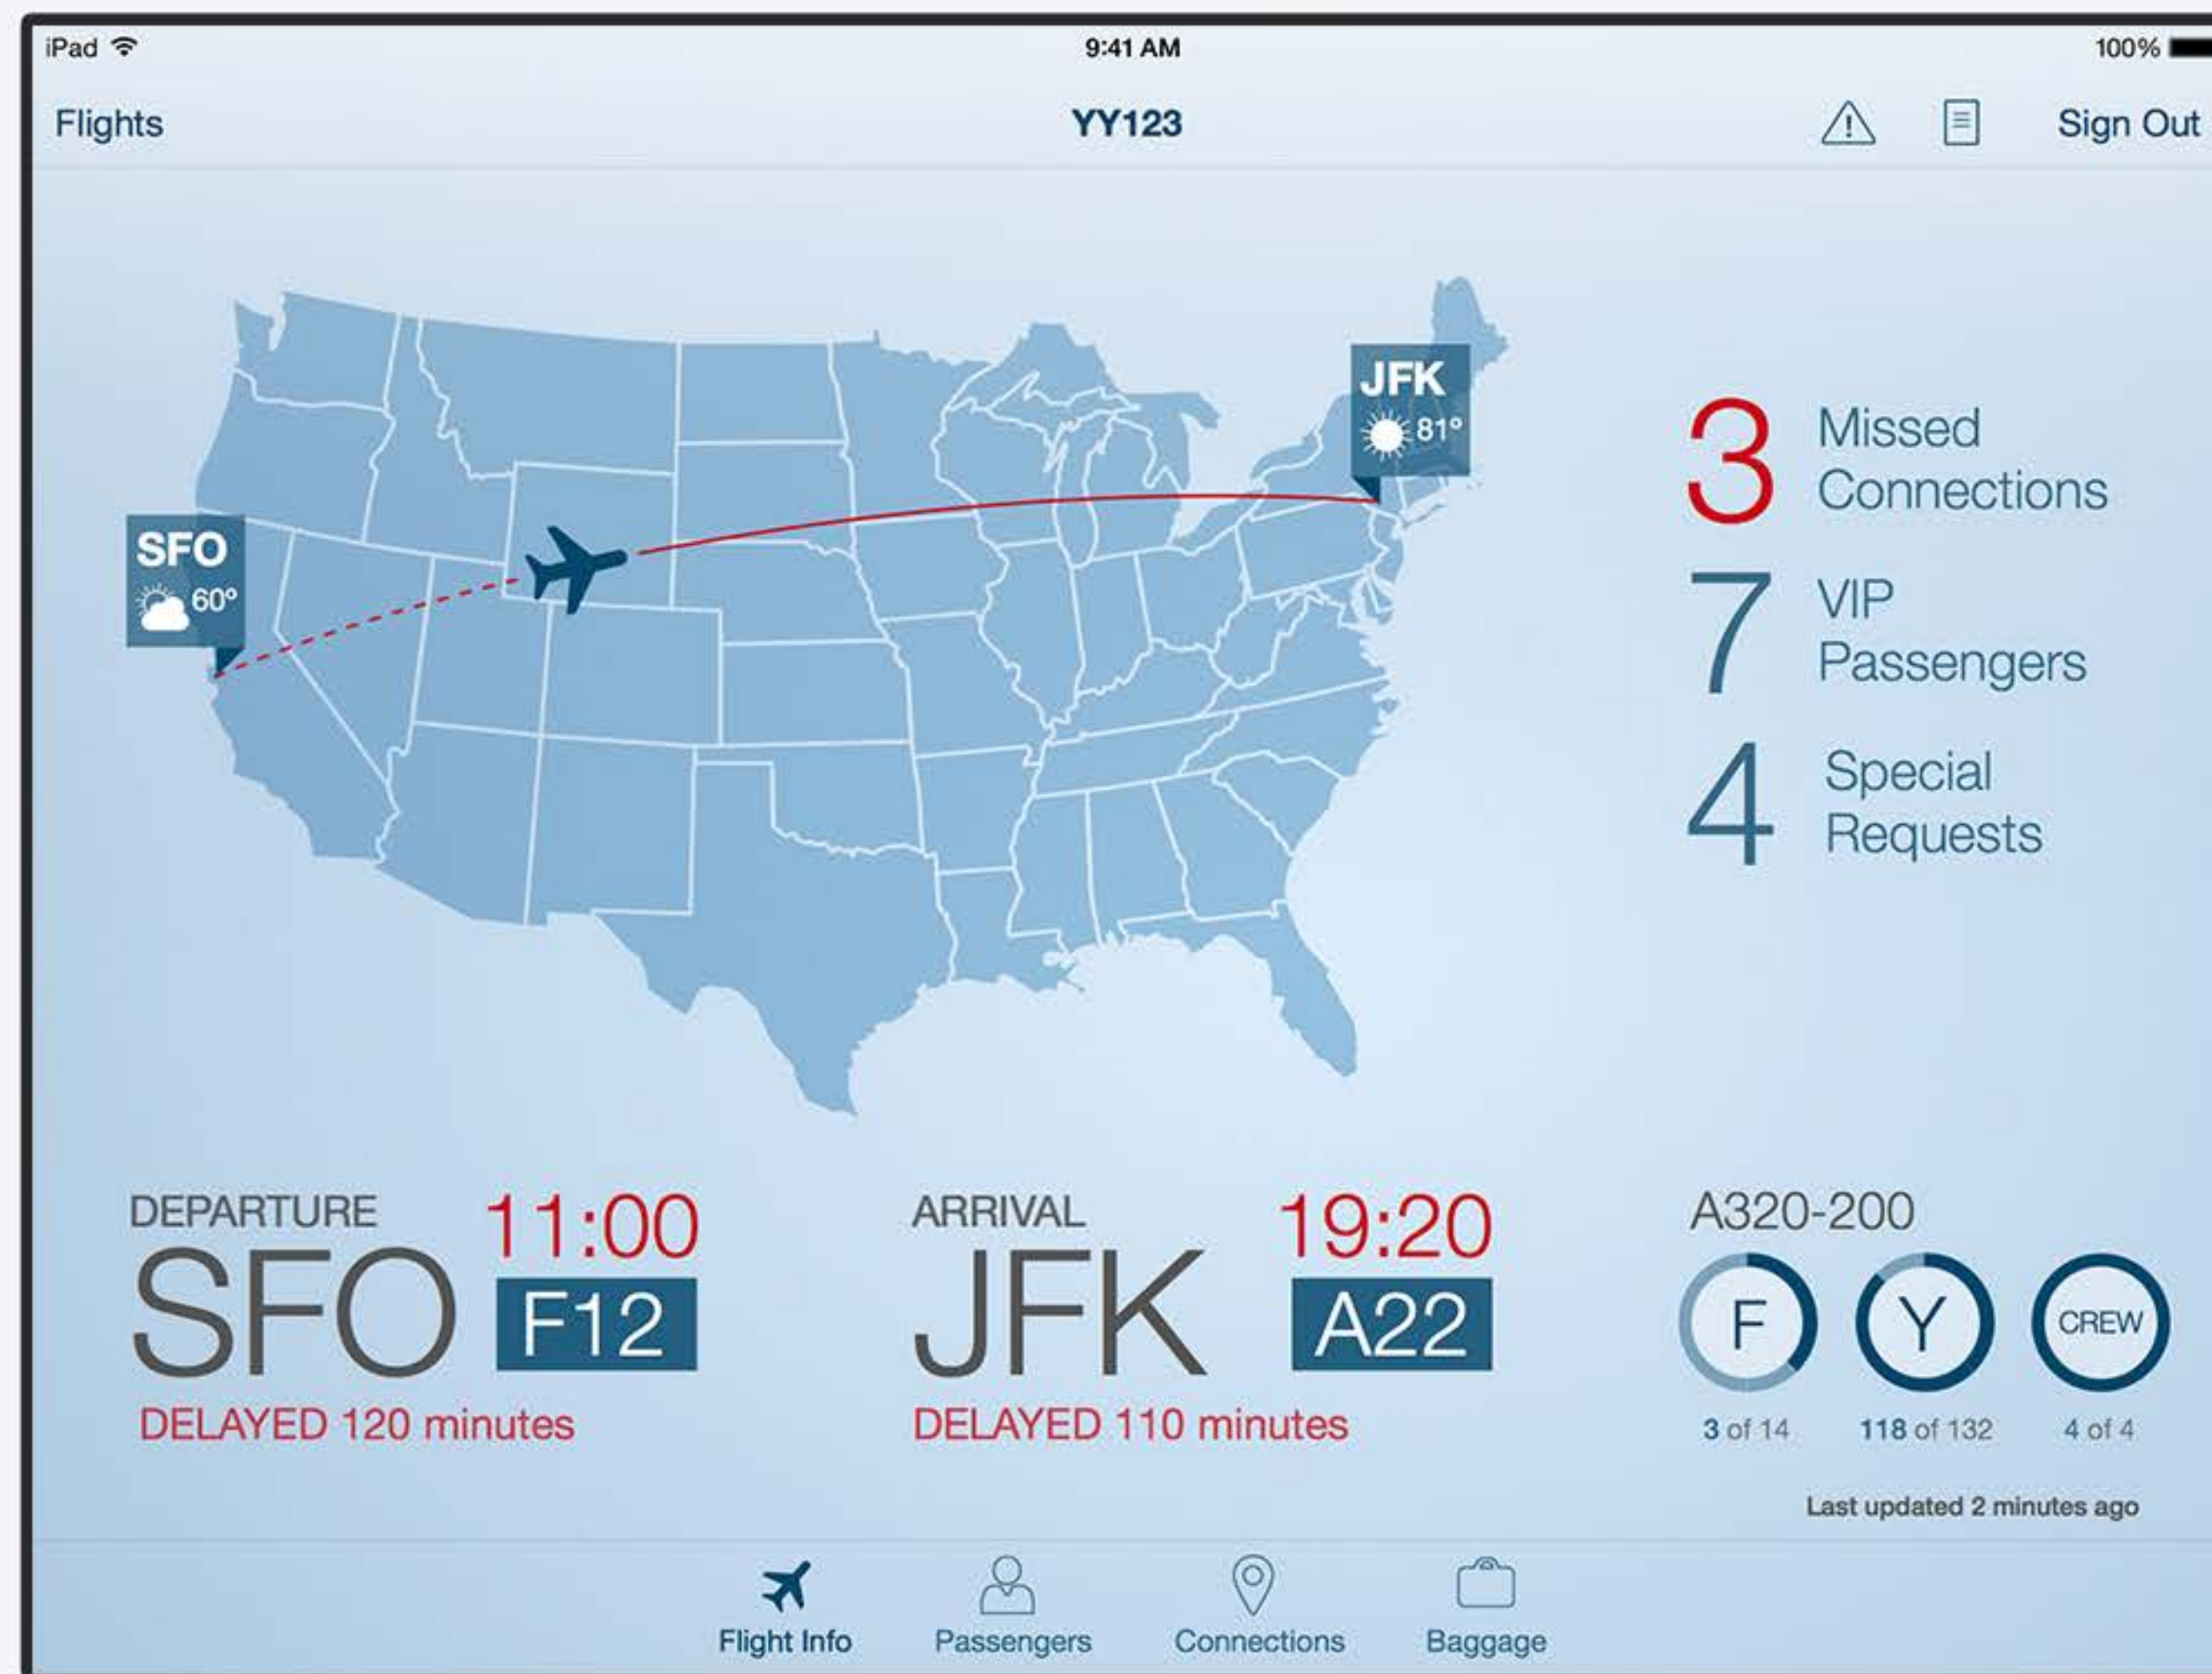 iPad 9:41 AM 100%
Flights YY123 Sign Out
JFK
81°
SFO
60°
3 Missed
Connections
7 VIP
Passengers
4 Special
Requests
DEPARTURE 11:00
SFO F12
DELAYED 120 minutes
ARRIVAL 19:20
JFK A22
DELAYED 110 minutes
A320-200
F Y CREW
3 of 14 118 of 132 4 of 4
Last updated 2 minutes ago
Flight Info Passengers Connections Baggage